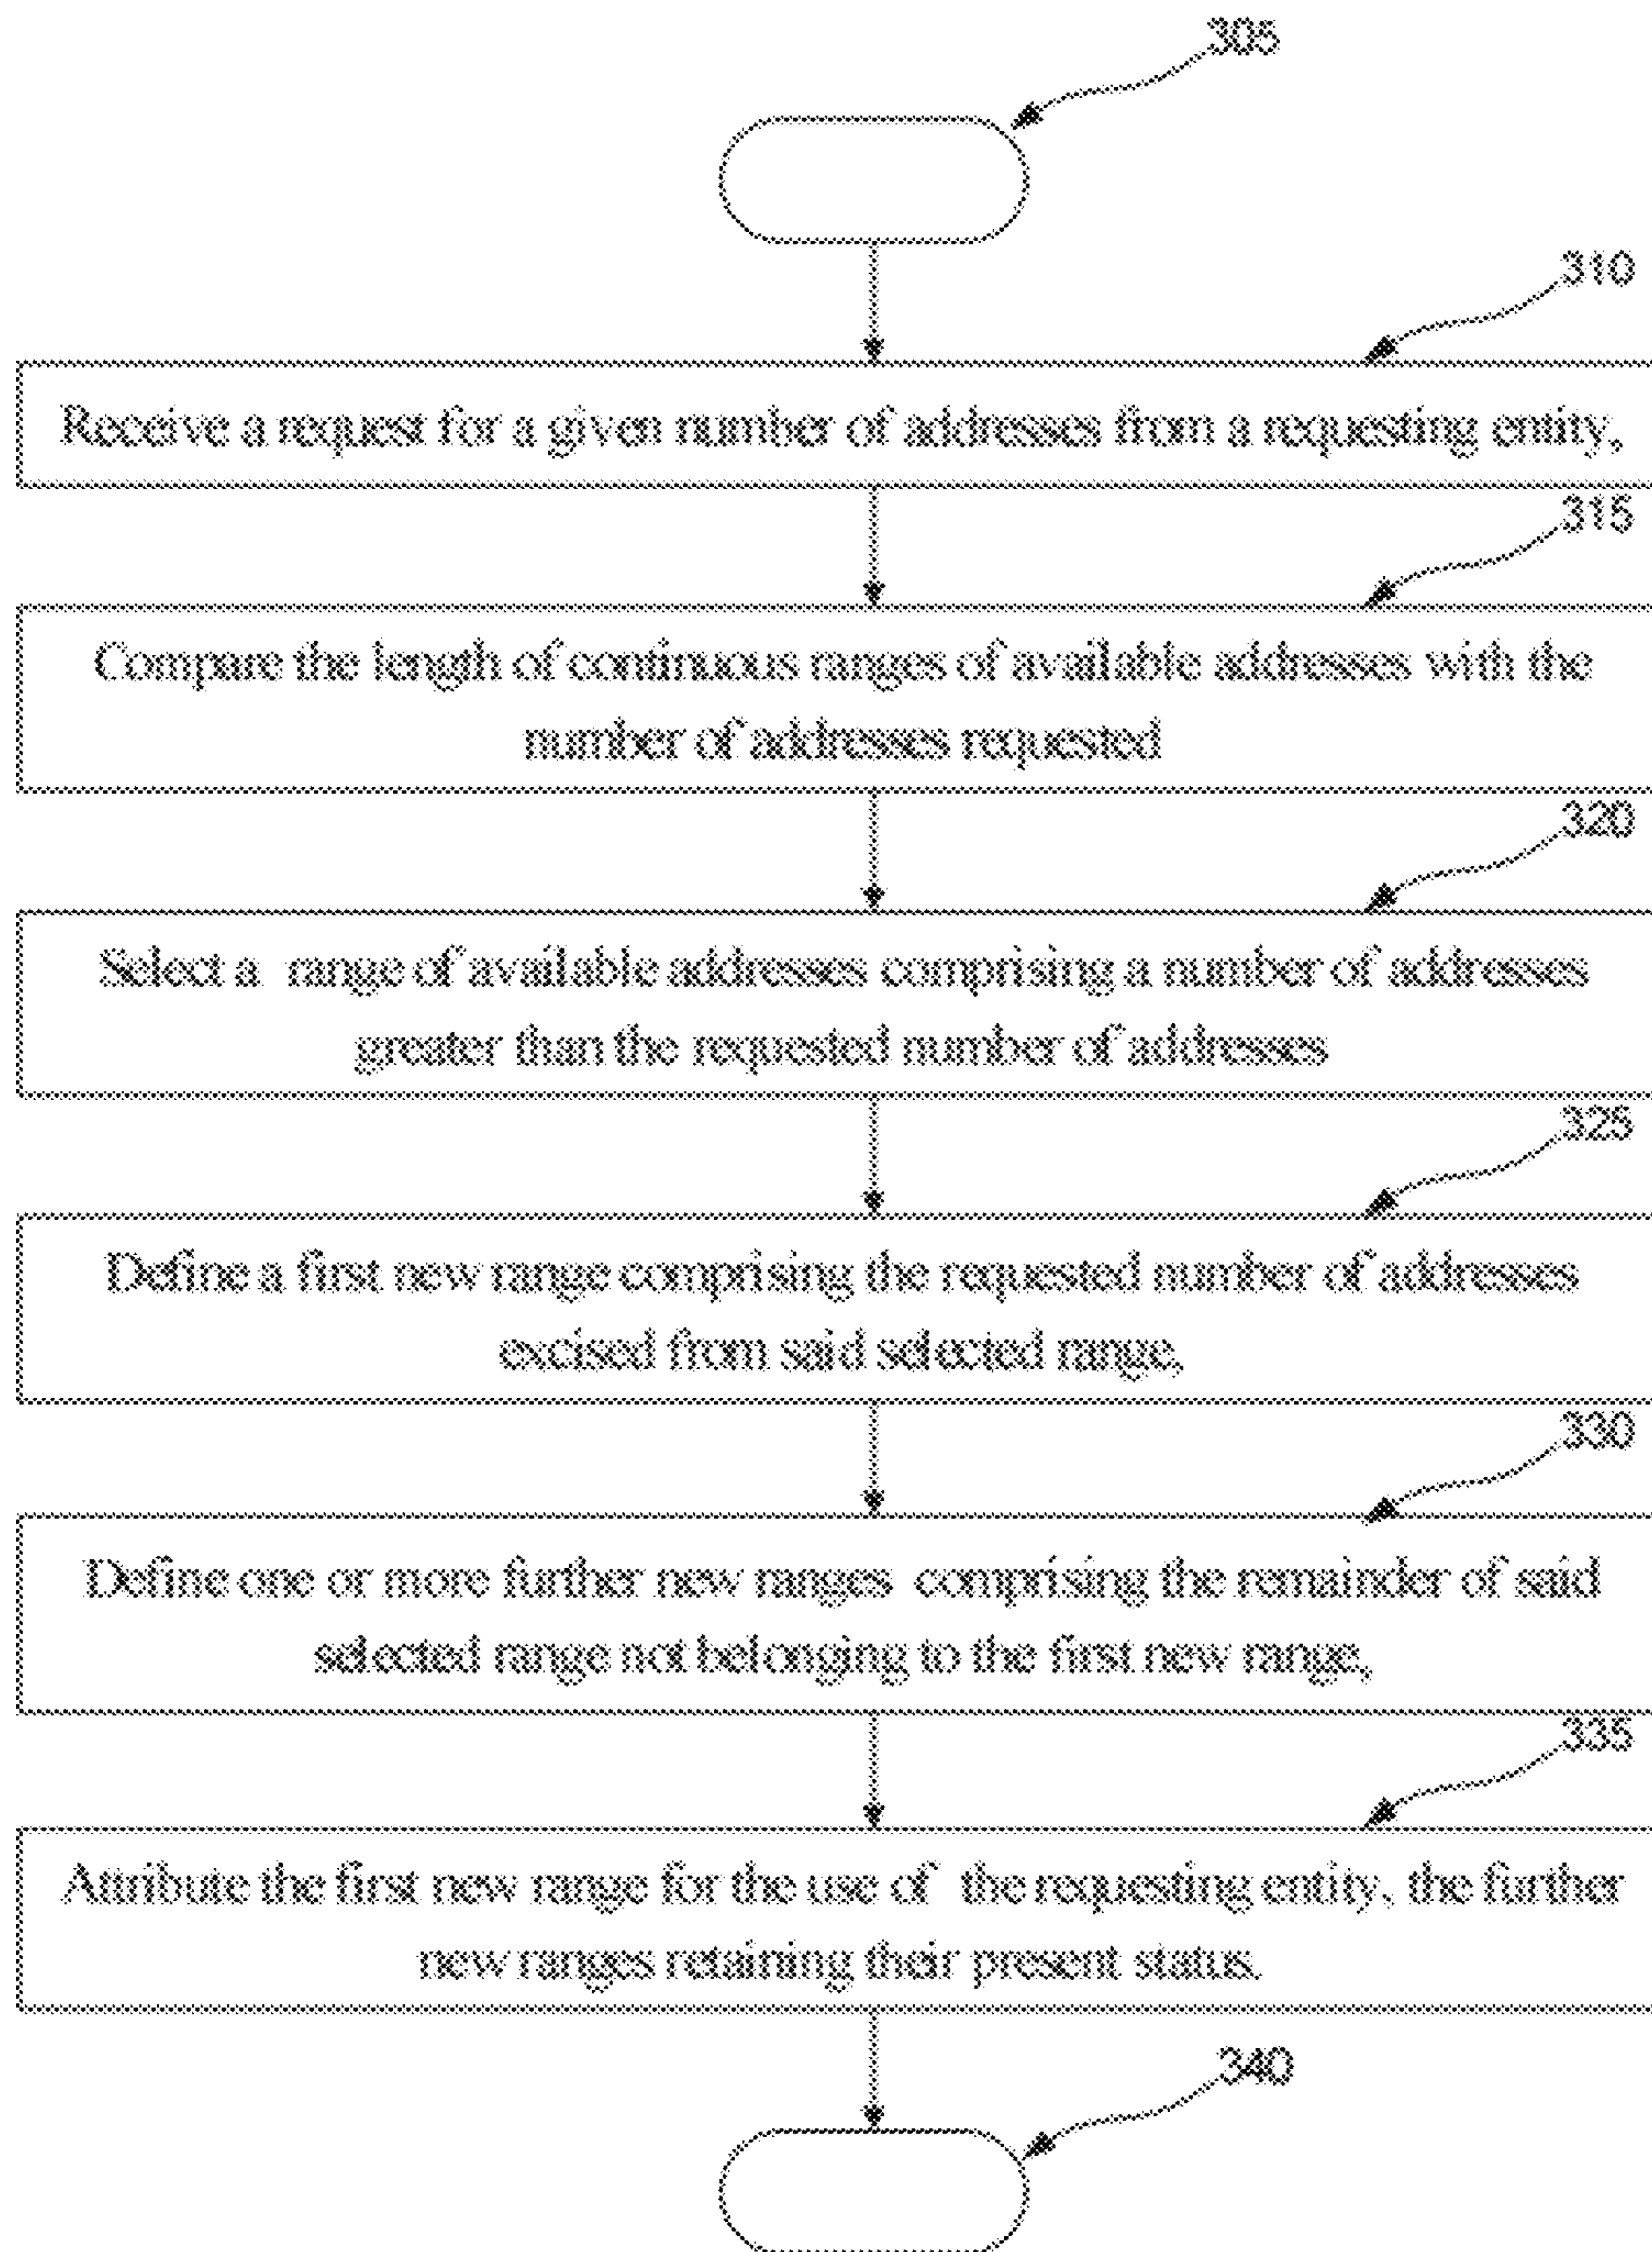 305
310
Receive a request for a given number of addresses from a requesting entity,
315
Compare the length of continuous ranges of available addresses with the
number of addresses requested
320
Select a range of available addresses comprising a number of addresses
greater than the requested number of addresses
325
Define a first new range comprising the requested number of addresses
excised from said selected range,
330
Define one or more further new ranges comprising the remainder of said
selected range not belonging to the first new range,
335
Attribute the first new range for the use of the requesting entity, the further
new ranges retaining their present status.
340